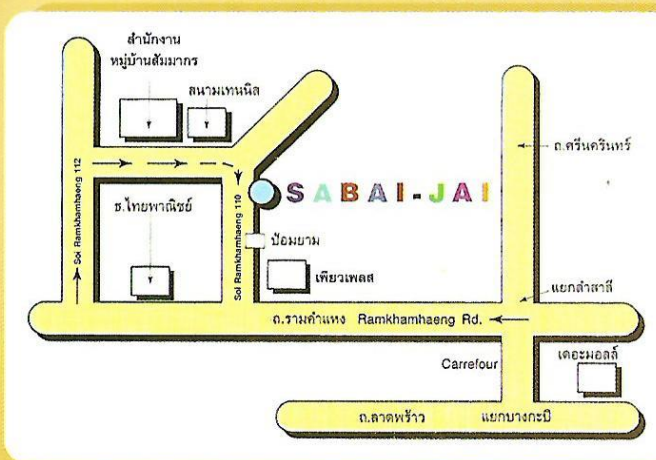 สำนักงาน
หมู่บ้านสัมมากร
สนามเทนนิส
ถ.ศรีนครินทร์
Soi Ramkhamhaeng 112
SABAI-JAI
ธ.ไทยพาณิชย์
Soi Ramkhamhaeng 110
ป้อมยาม
เพียวเพลส
แยกลำสาลี
ถ.รามคำแหง Ramkhamhaeng Rd.
Carrefour
เดอะมอลล์
ถ.ลาดพร้าว
แยกบางกะปิ